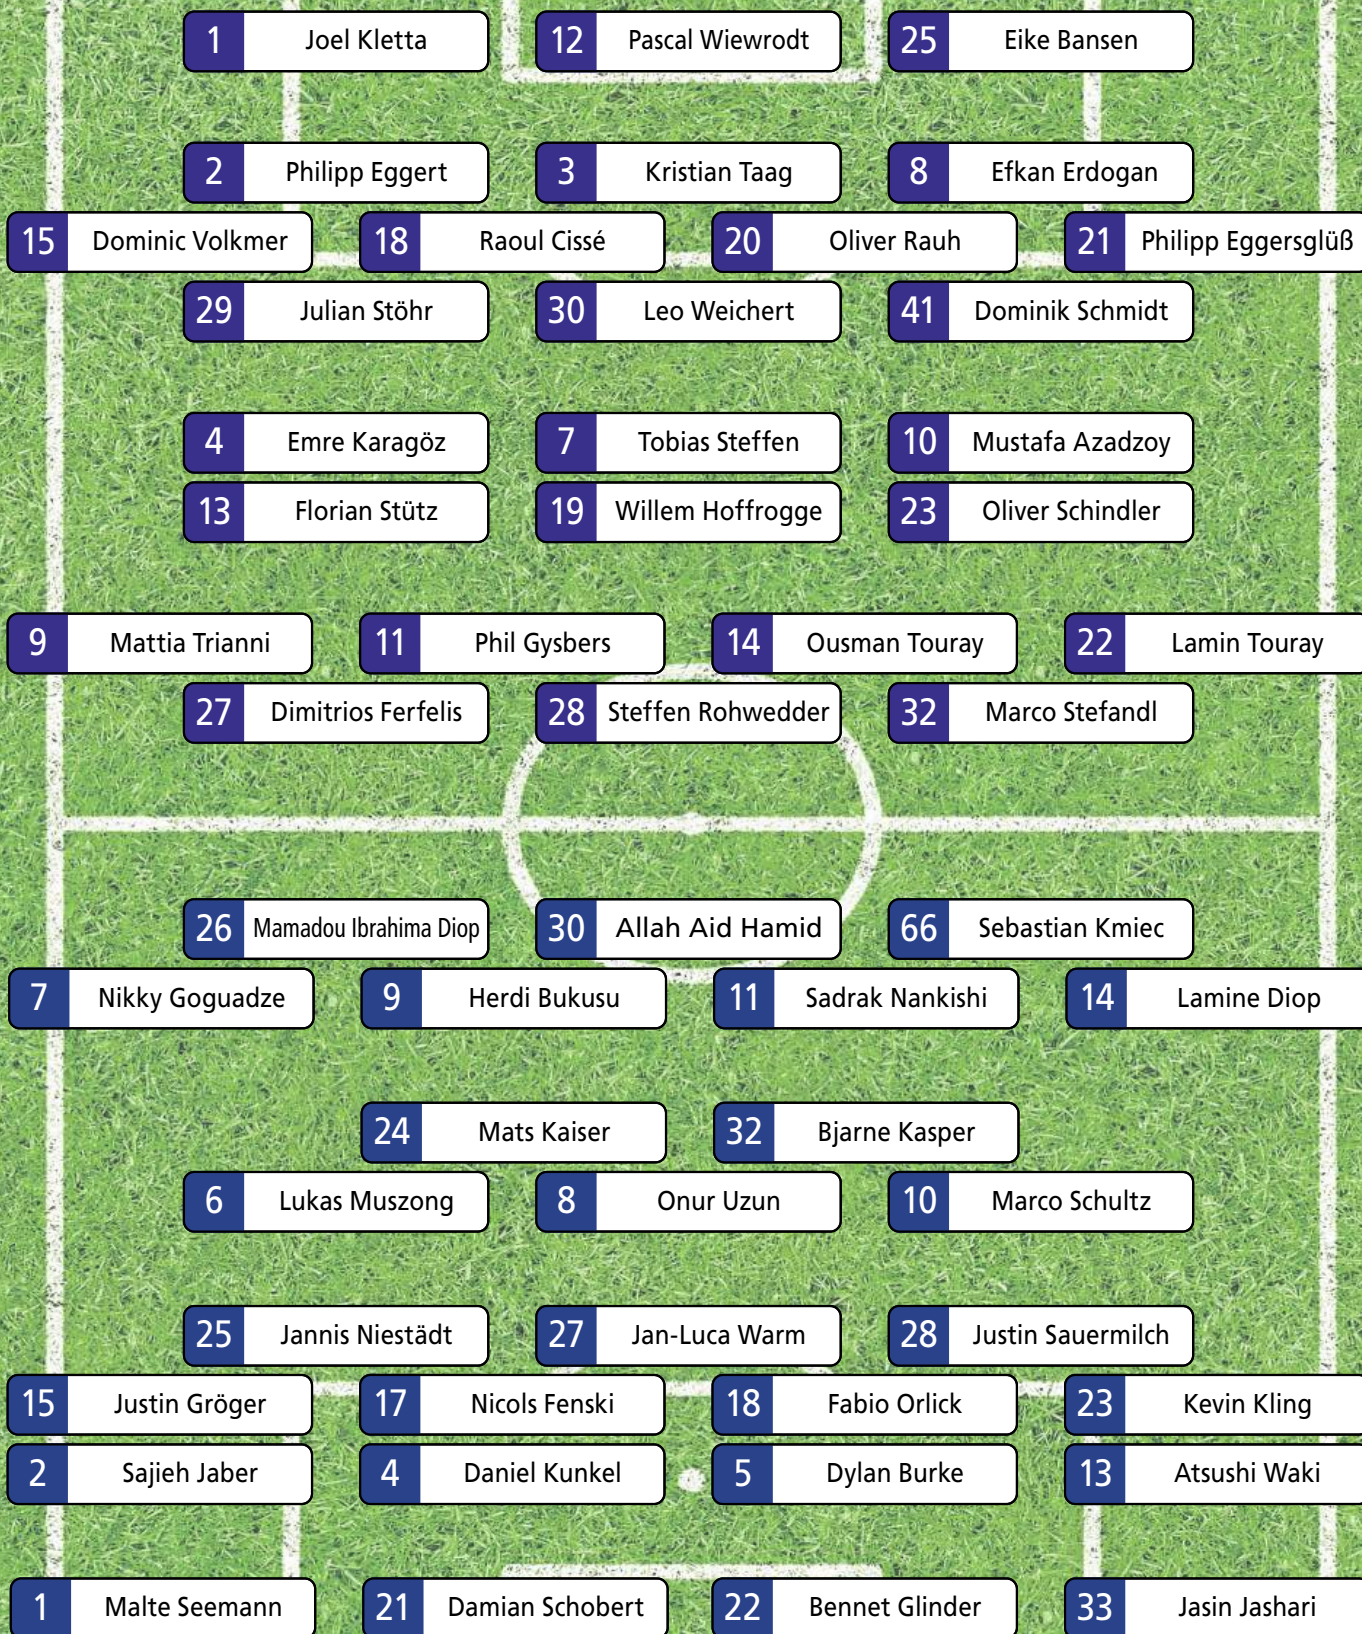 1 Joel Kletta 12 Pascal Wiewrodt 25 Eike Bansen
2 Philipp Eggert 3 Kristian Taag 8 Efkan Erdogan
15 Dominic Volkmer 18 Raoul Cissé 20 Oliver Rauh 21 Philipp Eggersglüß
29 Julian Stöhr 30 Leo Weichert 41 Dominik Schmidt
4 Emre Karagöz 7 Tobias Steffen 10 Mustafa Azadzoy
13 Florian Stütz 19 Willem Hoffrogge 23 Oliver Schindler
9 Mattia Trianni 11 Phil Gysbers 14 Ousman Touray 22 Lamin Touray
27 Dimitrios Ferfelis 28 Steffen Rohwedder 32 Marco Stefandl
26 Mamadou Ibrahima Diop 30 Allah Aid Hamid 66 Sebastian Kmiec
7 Nikky Goguadze 9 Herdi Bukusu 11 Sadrak Nankishi 14 Lamine Diop
24 Mats Kaiser 32 Bjarne Kasper
6 Lukas Muszong 8 Onur Uzun 10 Marco Schultz
25 Jannis Niestädt 27 Jan-Luca Warm 28 Justin Sauermilch
15 Justin Gröger 17 Nicols Fenski 18 Fabio Orlick 23 Kevin Kling
2 Sajieh Jaber 4 Daniel Kunkel 5 Dylan Burke 13 Atsushi Waki
1 Malte Seemann 21 Damian Schobert 22 Bennet Glinder 33 Jasin Jashari